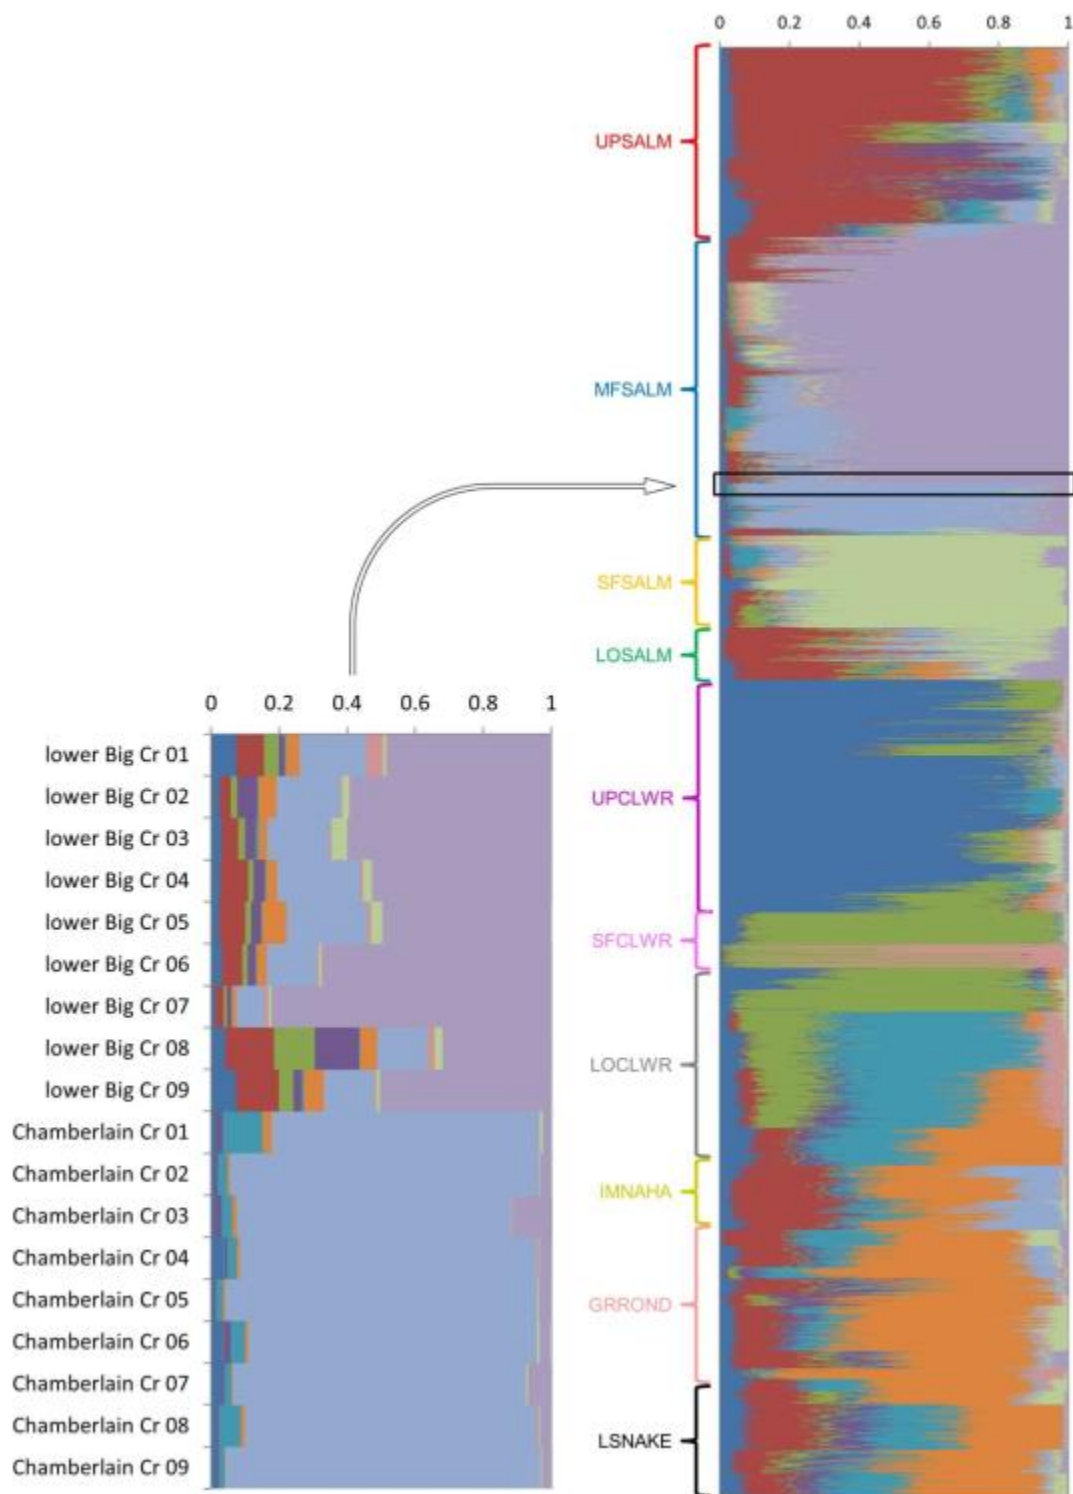 0 0.2 0.4 0.6 0.8 1
UPSALM
MFSALM
SFSALM
LOSALM
UPCLWR
SFCLWR
LOCLWR
IMNAHA
GRROND
LSNAKE
0 0.2 0.4 0.6 0.8 1
lower Big Cr 01
lower Big Cr 02
lower Big Cr 03
lower Big Cr 04
lower Big Cr 05
lower Big Cr 06
lower Big Cr 07
lower Big Cr 08
lower Big Cr 09
Chamberlain Cr 01
Chamberlain Cr 02
Chamberlain Cr 03
Chamberlain Cr 04
Chamberlain Cr 05
Chamberlain Cr 06
Chamberlain Cr 07
Chamberlain Cr 08
Chamberlain Cr 09